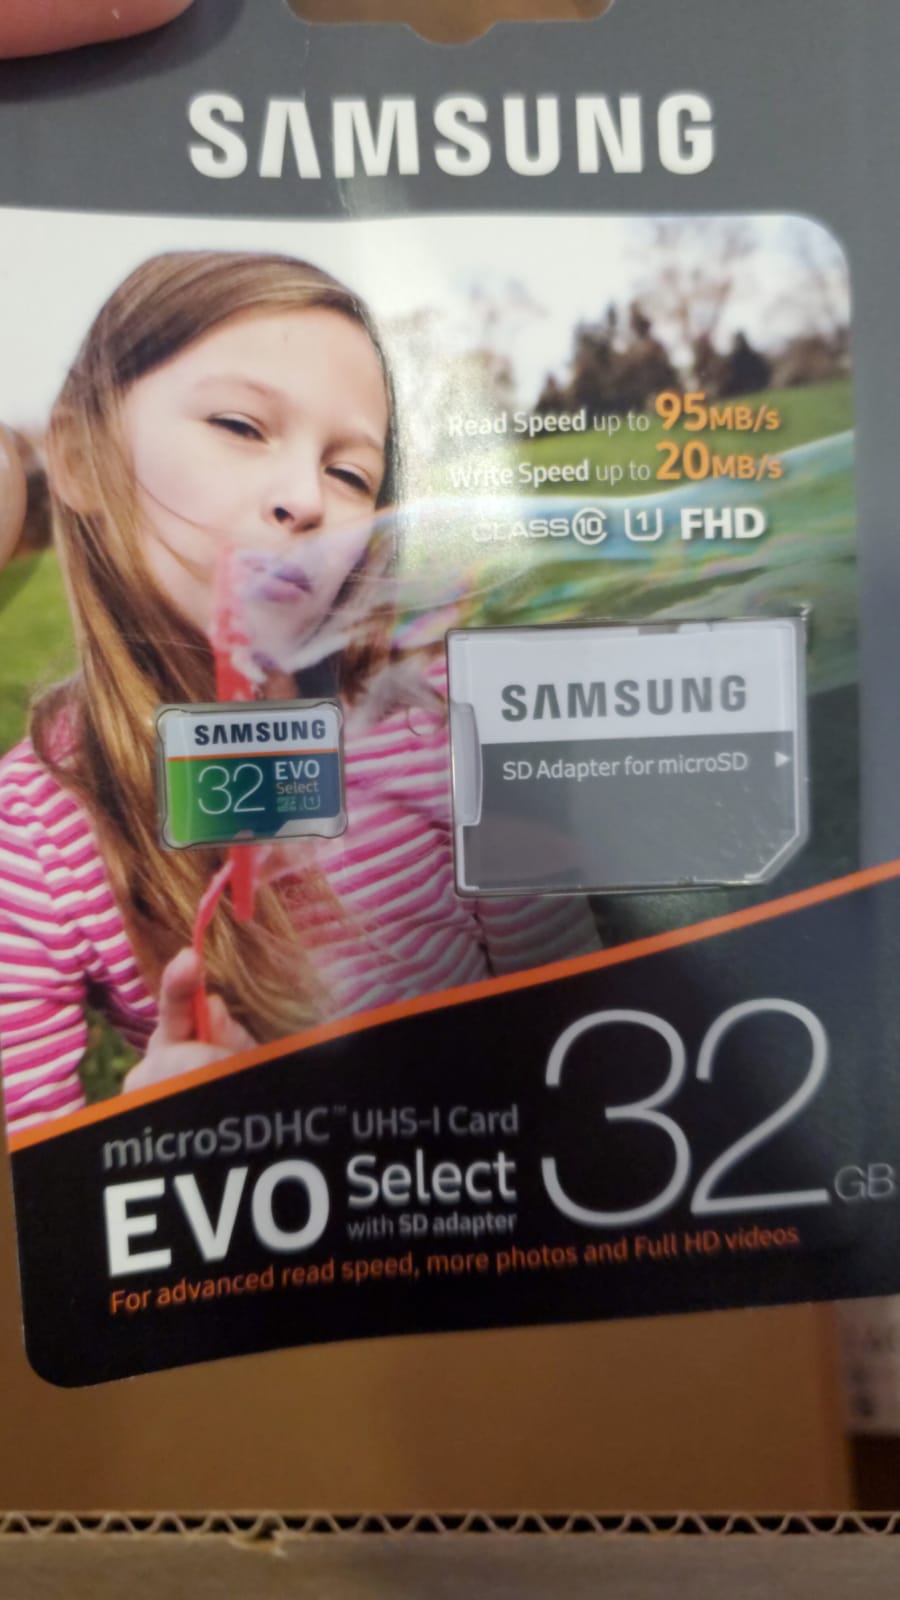 SAMSUNG
Read Speed up to 95MB/s
Write Speed up to 20MB/s
CLASS 10 U1 FHD
SAMSUNG
32 EVO
Select
SAMSUNG
SD Adapter for microSD
microSDHC™ UHS-I Card
EVO Select
with SD adapter
32GB
For advanced read speed, more photos and Full HD videos